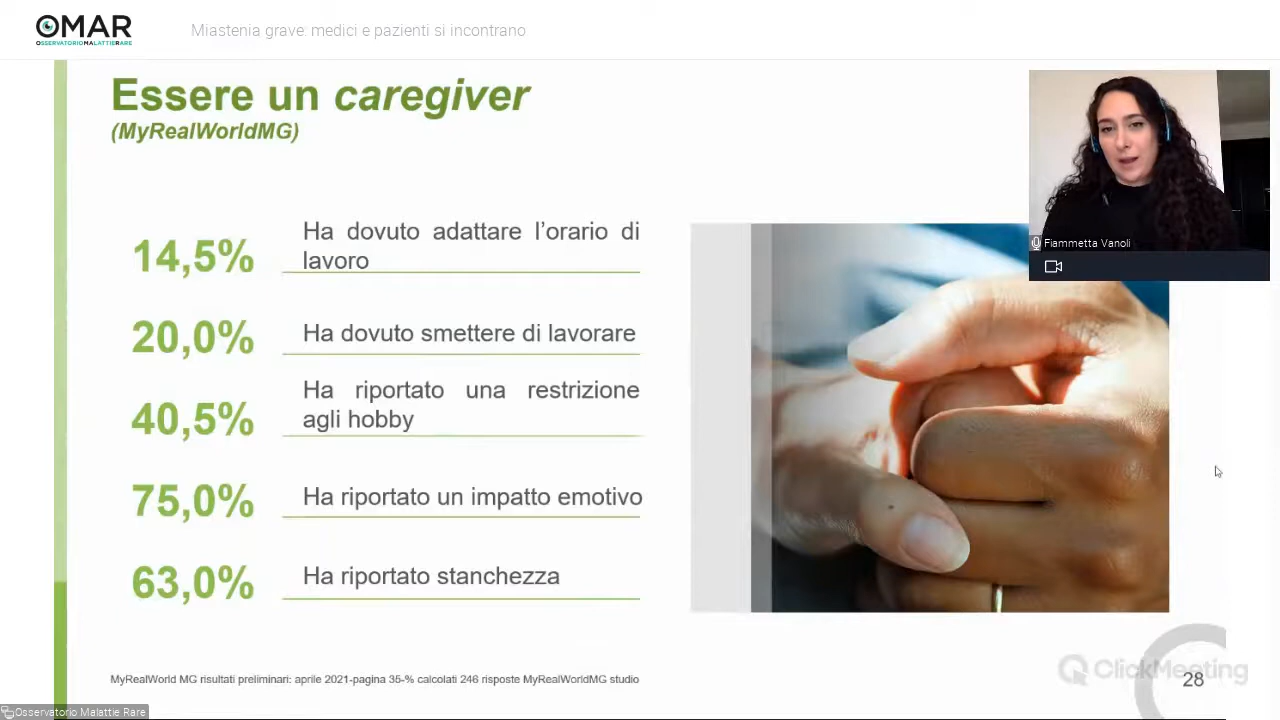 OMAR
OSSERVATORIOMALATTIERARE
Miastenia grave: medici e pazienti si incontrano
Essere un caregiver
(MyRealWorldMG)
14,5%
Ha dovuto adattare l'orario di
lavoro
20,0%
Ha dovuto smettere di lavorare
40,5%
Ha riportato una restrizione
agli hobby
75,0%
Ha riportato un impatto emotivo
63,0%
Ha riportato stanchezza
Fiammetta Vanoli
MyRealWorld MG risultati preliminari: aprile 2021-pagina 35-% calcolati 246 risposte MyRealWorldMG studio
ClickMeeting
28
Osservatorio Malattie Rare